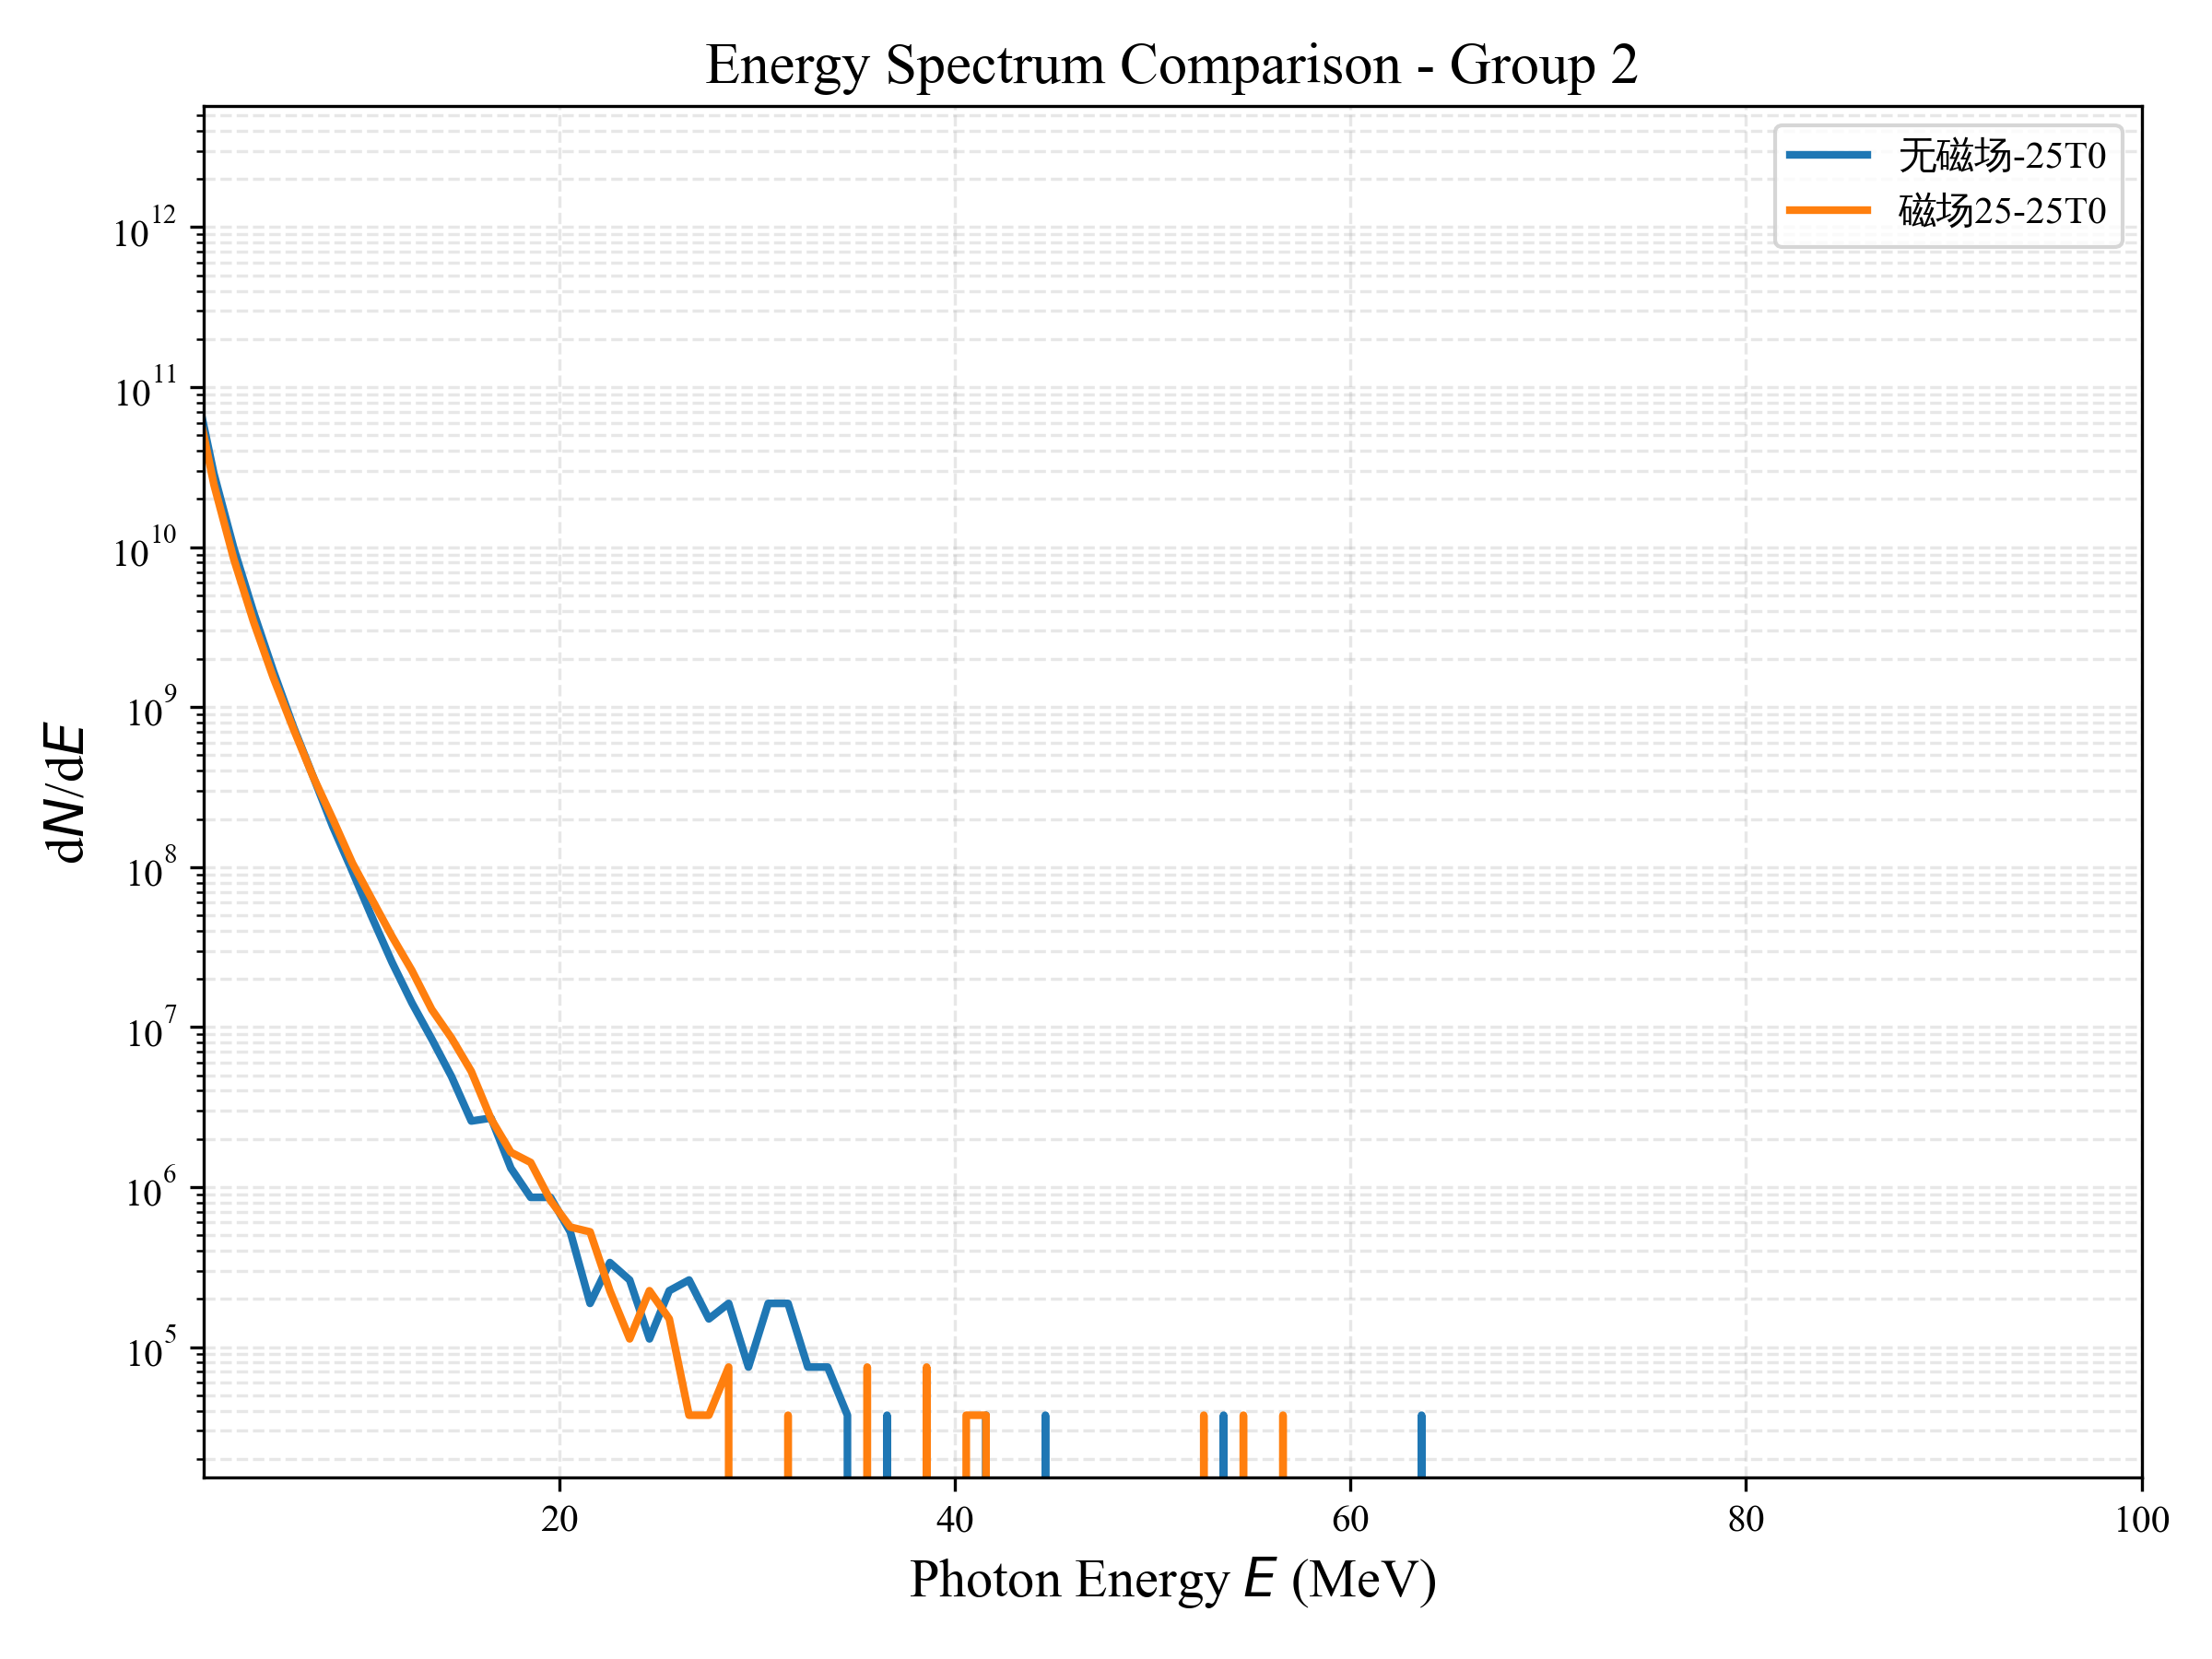 Energy Spectrum Comparison - Group 2
无磁场-25T0
磁场25-25T0
10^12
10^11
10^10
10^9
10^8
10^7
10^6
10^5
dN/dE
20 40 60 80 100
Photon Energy E (MeV)